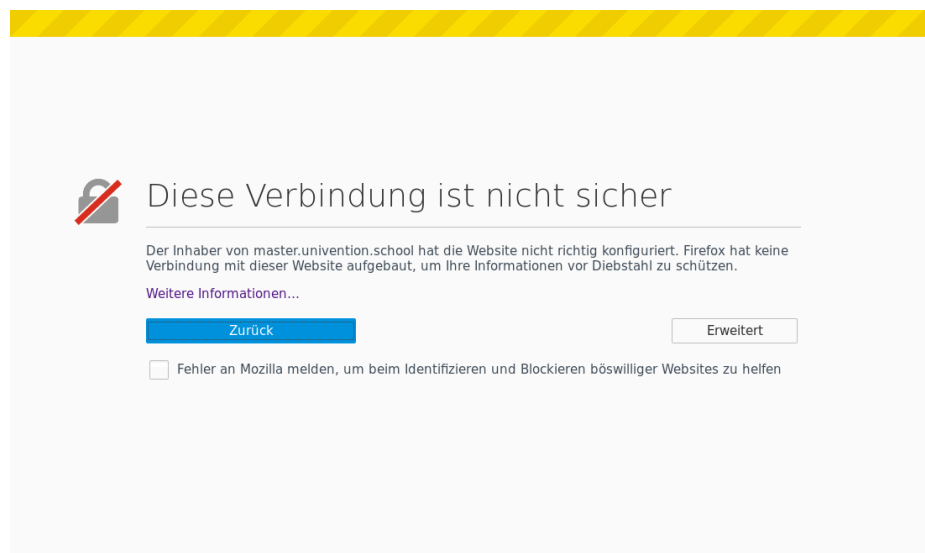 Diese Verbindung ist nicht sicher
Der Inhaber von master.univention.school hat die Website nicht richtig konfiguriert. Firefox hat keine
Verbindung mit dieser Website aufgebaut, um Ihre Informationen vor Diebstahl zu schützen.
Weitere Informationen…
Zurück
Erweitert
Fehler an Mozilla melden, um beim Identifizieren und Blockieren böswilliger Websites zu helfen